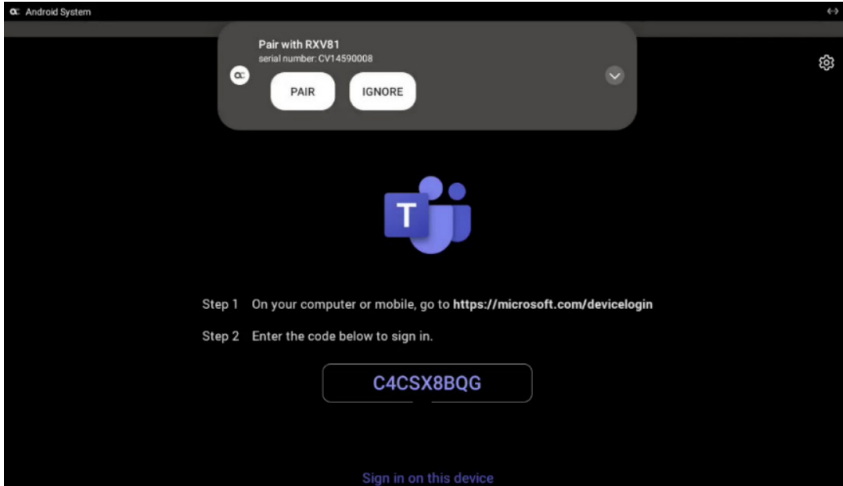 Android System
Pair with RXV81
serial number: CV14590008
PAIR IGNORE
T
Step 1 On your computer or mobile, go to https://microsoft.com/devicelogin
Step 2 Enter the code below to sign in.
C4CSX8BQG
Sign in on this device